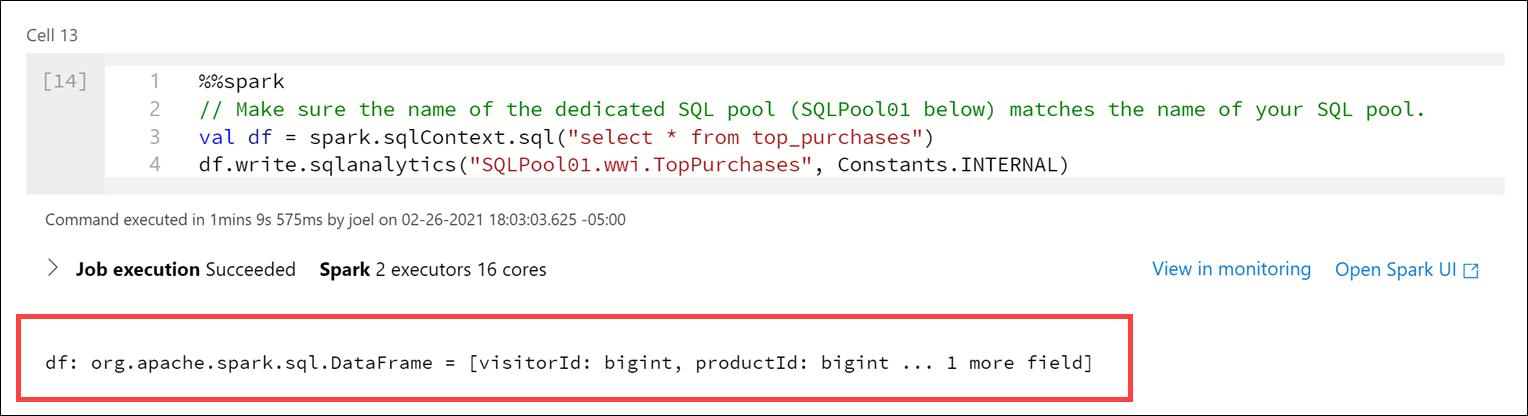 Cell 13
[14]
1 %%spark
2 // Make sure the name of the dedicated SQL pool (SQLPool01 below) matches the name of your SQL pool.
3 val df = spark.sqlContext.sql("select * from top_purchases")
4 df.write.sqlanalytics("SQLPool01.wwi.TopPurchases", Constants.INTERNAL)
Command executed in 1mins 9s 575ms by joel on 02-26-2021 18:03:03.625 -05:00
Job execution Succeeded Spark 2 executors 16 cores View in monitoring Open Spark UI
df: org.apache.spark.sql.DataFrame = [visitorId: bigint, productId: bigint ... 1 more field]